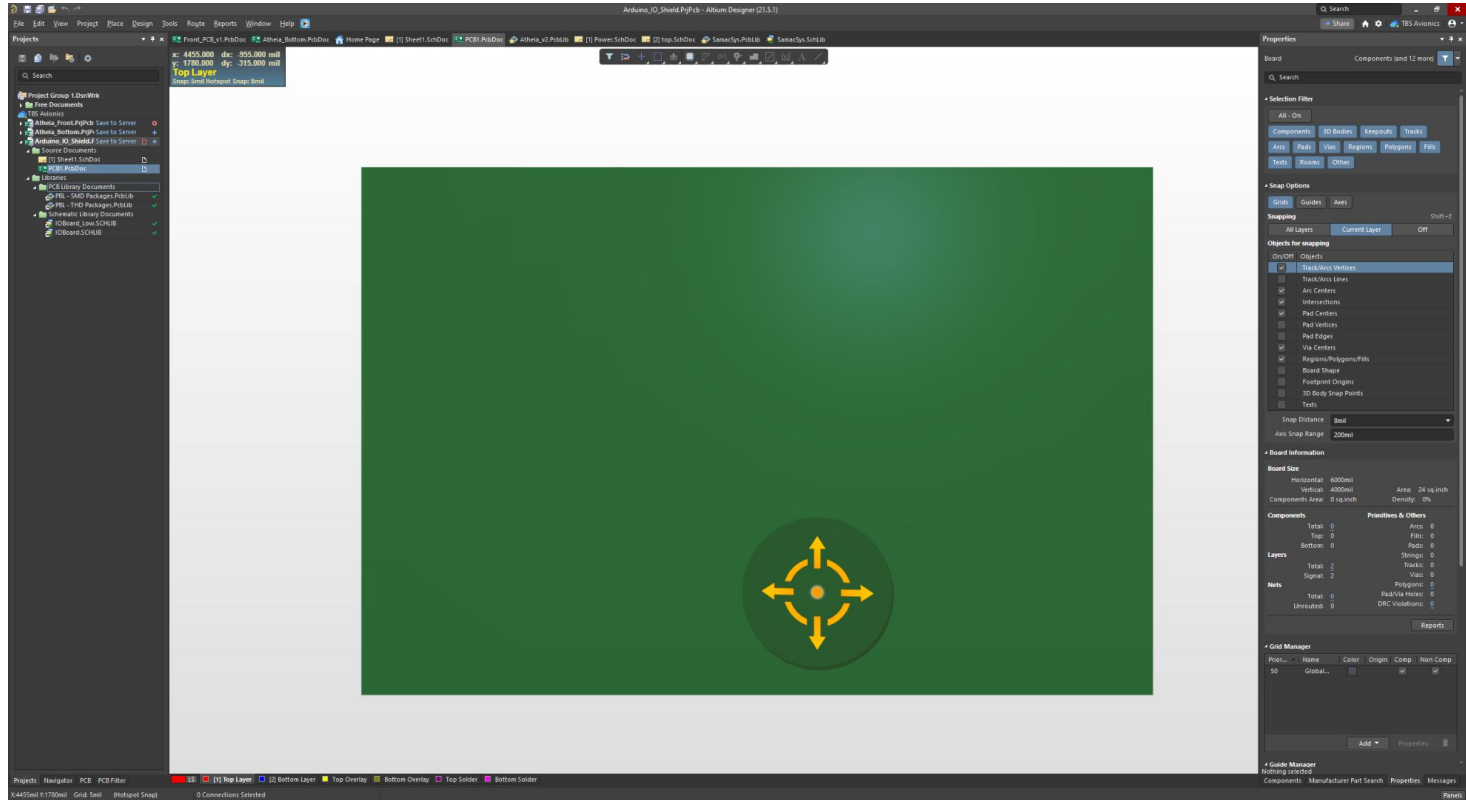 Arduino_IO_Shield.PrjPcb - Altium Designer (21.5.1)
Search
File Edit View Project Place Design Tools Route Reports Window Help
Share TBS Avionics
Projects
Front_PCB_v1.PcbDoc Atheia_Bottom.PcbDoc Home Page [1] Sheet1.SchDoc PCB1.PcbDoc Atheia_v2.PcbLib [1] Power.SchDoc [2] top.SchDoc SamacSys.PcbLib SamacSys.SchLib
Search
Project Group 1.DsnWrk
Free Documents
TBS Avionics
Atheia_Front.PrjPcb Save to Server
Atheia_Bottom.PrjP Save to Server
Arduino_IO_Shield.F Save to Server
Source Documents
[1] Sheet1.SchDoc
PCB1.PcbDoc
Libraries
PCB Library Documents
PBL - SMD Packages.PcbLib
PBL - THD Packages.PcbLib
Schematic Library Documents
IOBoard_Low.SCHLIB
IOBoard.SCHLIB
x: 4455.000 dx: -955.000 mil
y: 1780.000 dy: -315.000 mil
Top Layer
Snap: 5mil Hotspot Snap: 8mil
Properties
Board Components (and 12 more)
Search
Selection Filter
All - On
Components 3D Bodies Keepouts Tracks
Arcs Pads Vias Regions Polygons Fills
Texts Rooms Other
Snap Options
Grids Guides Axes
Snapping Shift+E
All Layers Current Layer Off
Objects for snapping
On/Off Objects
Track/Arcs Vertices
Track/Arcs Lines
Arc Centers
Intersections
Pad Centers
Pad Vertices
Pad Edges
Via Centers
Regions/Polygons/Fills
Board Shape
Footprint Origins
3D Body Snap Points
Texts
Snap Distance 8mil
Axis Snap Range 200mil
Board Information
Board Size
Horizontal: 6000mil
Vertical: 4000mil Area: 24 sq.inch
Components Area: 0 sq.inch Density: 0%
Components Primitives & Others
Total: 0 Arcs: 0
Top: 0 Fills: 0
Bottom: 0 Pads: 0
Layers Strings: 0
Total: 2 Tracks: 0
Signal: 2 Vias: 0
Nets Polygons: 0
Total: 0 Pad/Via Holes: 0
Unrouted: 0 DRC Violations: 0
Reports
Grid Manager
Prior... Name Color Origin Comp Non Comp
50 Global...
Add Properties
Guide Manager
Nothing selected
Projects Navigator PCB PCB Filter
LS [1] Top Layer [2] Bottom Layer Top Overlay Bottom Overlay Top Solder Bottom Solder
Components Manufacturer Part Search Properties Messages
X:4455mil Y:1780mil Grid: 5mil (Hotspot Snap) 0 Connections Selected
Panels